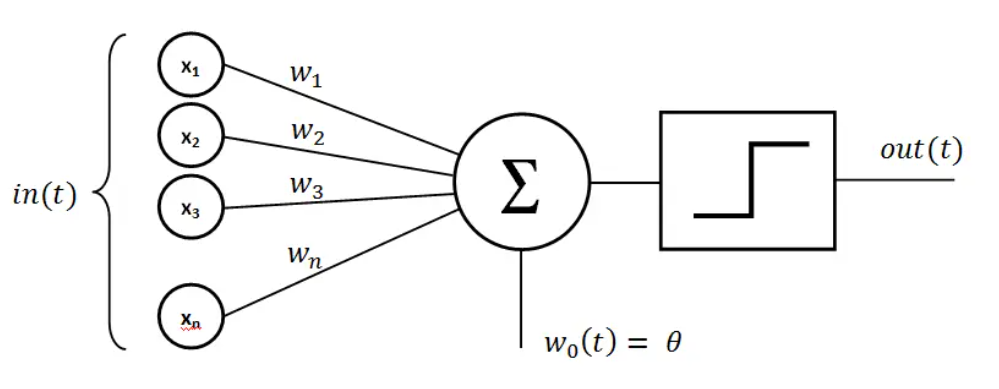 in(t)
x₁
x₂
x₃
xₙ
w₁
w₂
w₃
wₙ
Σ
w₀(t) = θ
out(t)